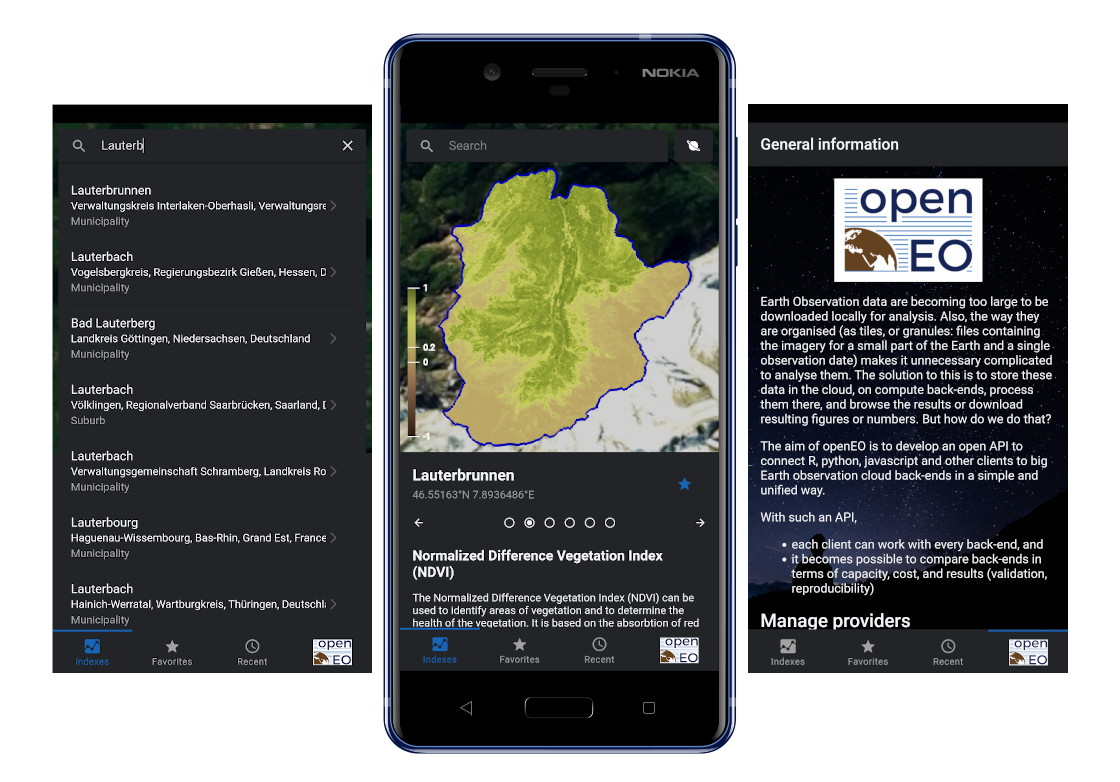 Lauterb
Lauterbrunnen
Verwaltungskreis Interlaken-Oberhasli, Verwaltungsre
Municipality
Lauterbach
Vogelsbergkreis, Regierungsbezirk Gießen, Hessen, D
Municipality
Bad Lauterberg
Landkreis Göttingen, Niedersachsen, Deutschland
Municipality
Lauterbach
Völklingen, Regionalverband Saarbrücken, Saarland, D
Suburb
Lauterbach
Verwaltungsgemeinschaft Schramberg, Landkreis Ro
Municipality
Lauterbourg
Haguenau-Wissembourg, Bas-Rhin, Grand Est, France
Municipality
Lauterbach
Hainich-Werratal, Wartburgkreis, Thüringen, Deutschla
Municipality
Indexes
Favorites
Recent
open
EO
NOKIA
Search
1
0.2
0
-1
Lauterbrunnen
46.55163°N 7.8936486°E
Normalized Difference Vegetation Index
(NDVI)
The Normalized Difference Vegetation Index (NDVI) can be
used to identify areas of vegetation and to determine the
health of the vegetation. It is based on the absorbtion of red
Indexes
Favorites
Recent
open
EO
General information
open
EO
Earth Observation data are becoming too large to be
downloaded locally for analysis. Also, the way they
are organised (as tiles, or granules: files containing
the imagery for a small part of the Earth and a single
observation date) makes it unnecessary complicated
to analyse them. The solution to this is to store these
data in the cloud, on compute back-ends, process
them there, and browse the results or download
resulting figures or numbers. But how do we do that?
The aim of openEO is to develop an open API to
connect R, python, javascript and other clients to big
Earth observation cloud back-ends in a simple and
unified way.
With such an API,
• each client can work with every back-end, and
• it becomes possible to compare back-ends in
terms of capacity, cost, and results (validation,
reproducibility)
Manage providers
Indexes
Favorites
Recent
open
EO